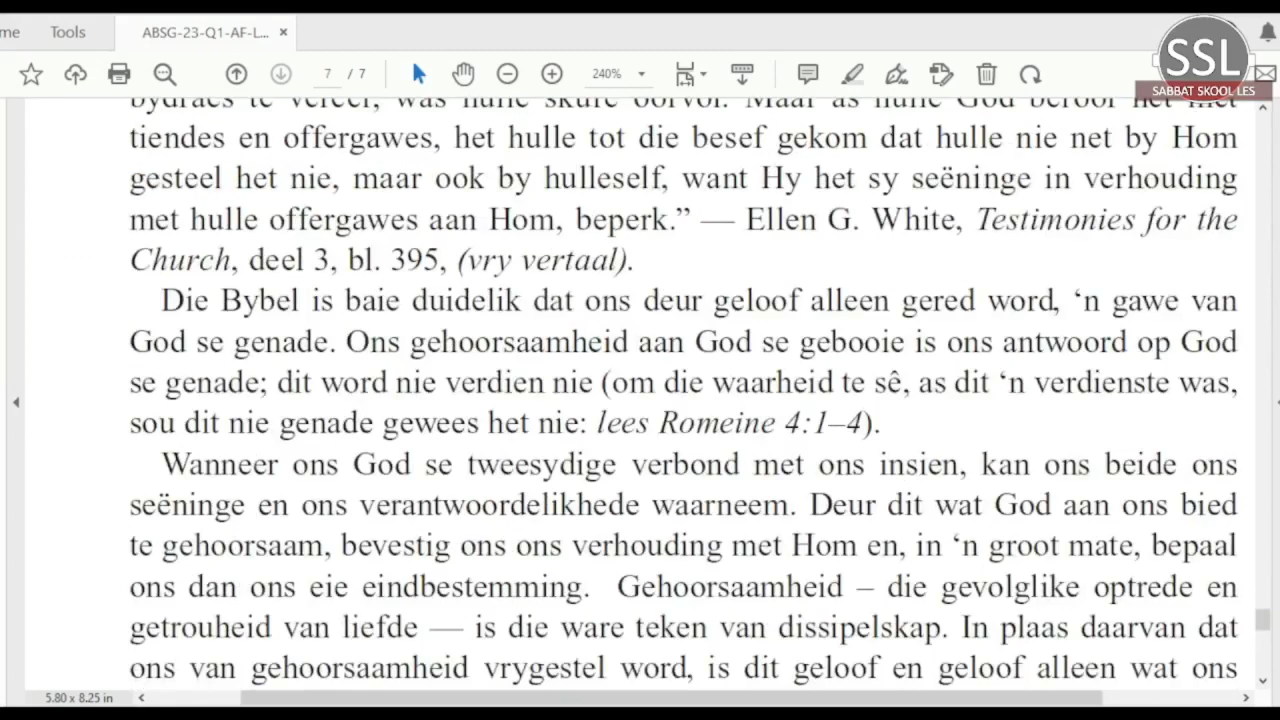 me Tools ABSG-23-Q1-AF-L... ×
7 / 7 240%
SSL
SABBAT SKOOL LES
tiendes en offergawes, het hulle tot die besef gekom dat hulle nie net by Hom
gesteel het nie, maar ook by hulleself, want Hy het sy seëninge in verhouding
met hulle offergawes aan Hom, beperk.” — Ellen G. White, Testimonies for the
Church, deel 3, bl. 395, (vry vertaal).
Die Bybel is baie duidelik dat ons deur geloof alleen gered word, ‘n gawe van
God se genade. Ons gehoorsaamheid aan God se gebooie is ons antwoord op God
se genade; dit word nie verdien nie (om die waarheid te sê, as dit ‘n verdienste was,
sou dit nie genade gewees het nie: lees Romeine 4:1–4).
Wanneer ons God se tweesydige verbond met ons insien, kan ons beide ons
seëninge en ons verantwoordelikhede waarneem. Deur dit wat God aan ons bied
te gehoorsaam, bevestig ons ons verhouding met Hom en, in ‘n groot mate, bepaal
ons dan ons eie eindbestemming. Gehoorsaamheid – die gevolglike optrede en
getrouheid van liefde — is die ware teken van dissipelskap. In plaas daarvan dat
ons van gehoorsaamheid vrygestel word, is dit geloof en geloof alleen wat ons
5.80 x 8.25 in